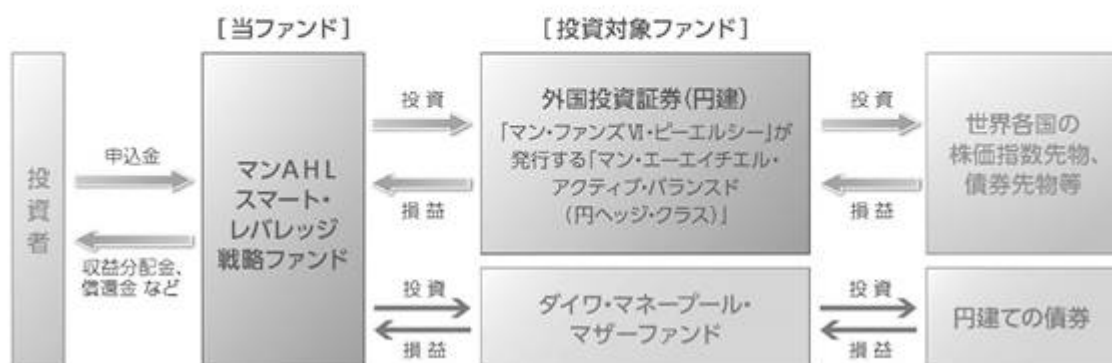 ［当ファンド］
［投資対象ファンド］
投資者
申込金
収益分配金、
償還金 など
マンAHL
スマート・
レバレッジ
戦略ファンド
投 資
損 益
投 資
損 益
外国投資証券（円建）
「マン・ファンズⅥ・ピーエルシー」が
発行する「マン・エーエイチエル・
アクティブ・バランスド
（円ヘッジ・クラス）」
ダイワ・マネープール・
マザーファンド
投 資
損 益
投 資
損 益
世界各国の
株価指数先物、
債券先物等
円建ての債券